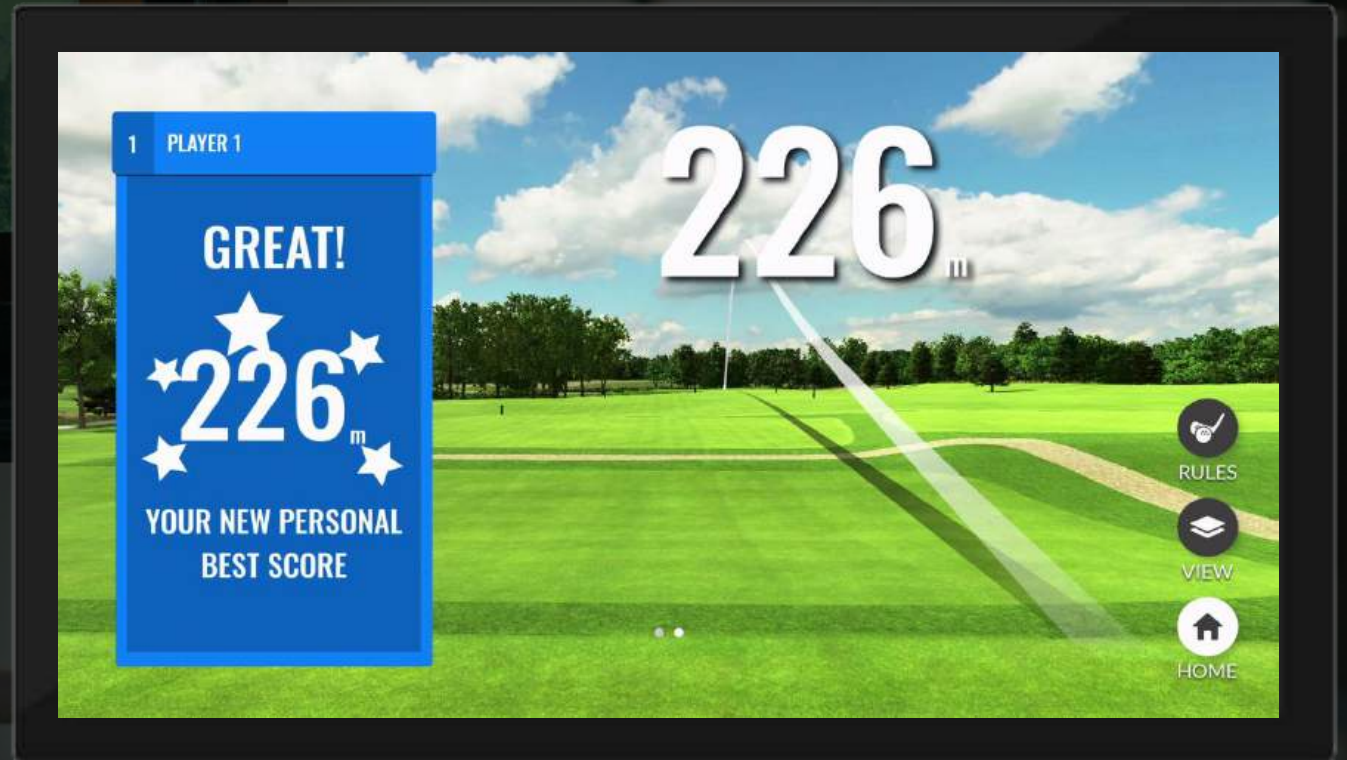 1 PLAYER 1
GREAT!
226 m
YOUR NEW PERSONAL
BEST SCORE
226 m
RULES
VIEW
HOME